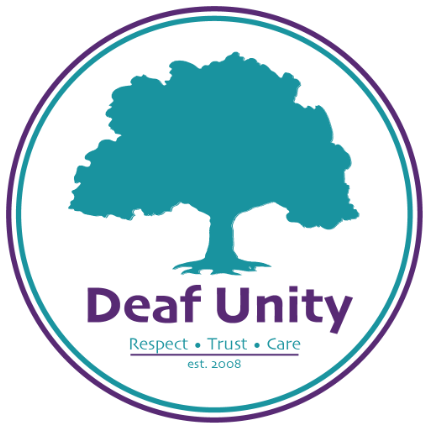 Deaf Unity
Respect • Trust • Care
est. 2008